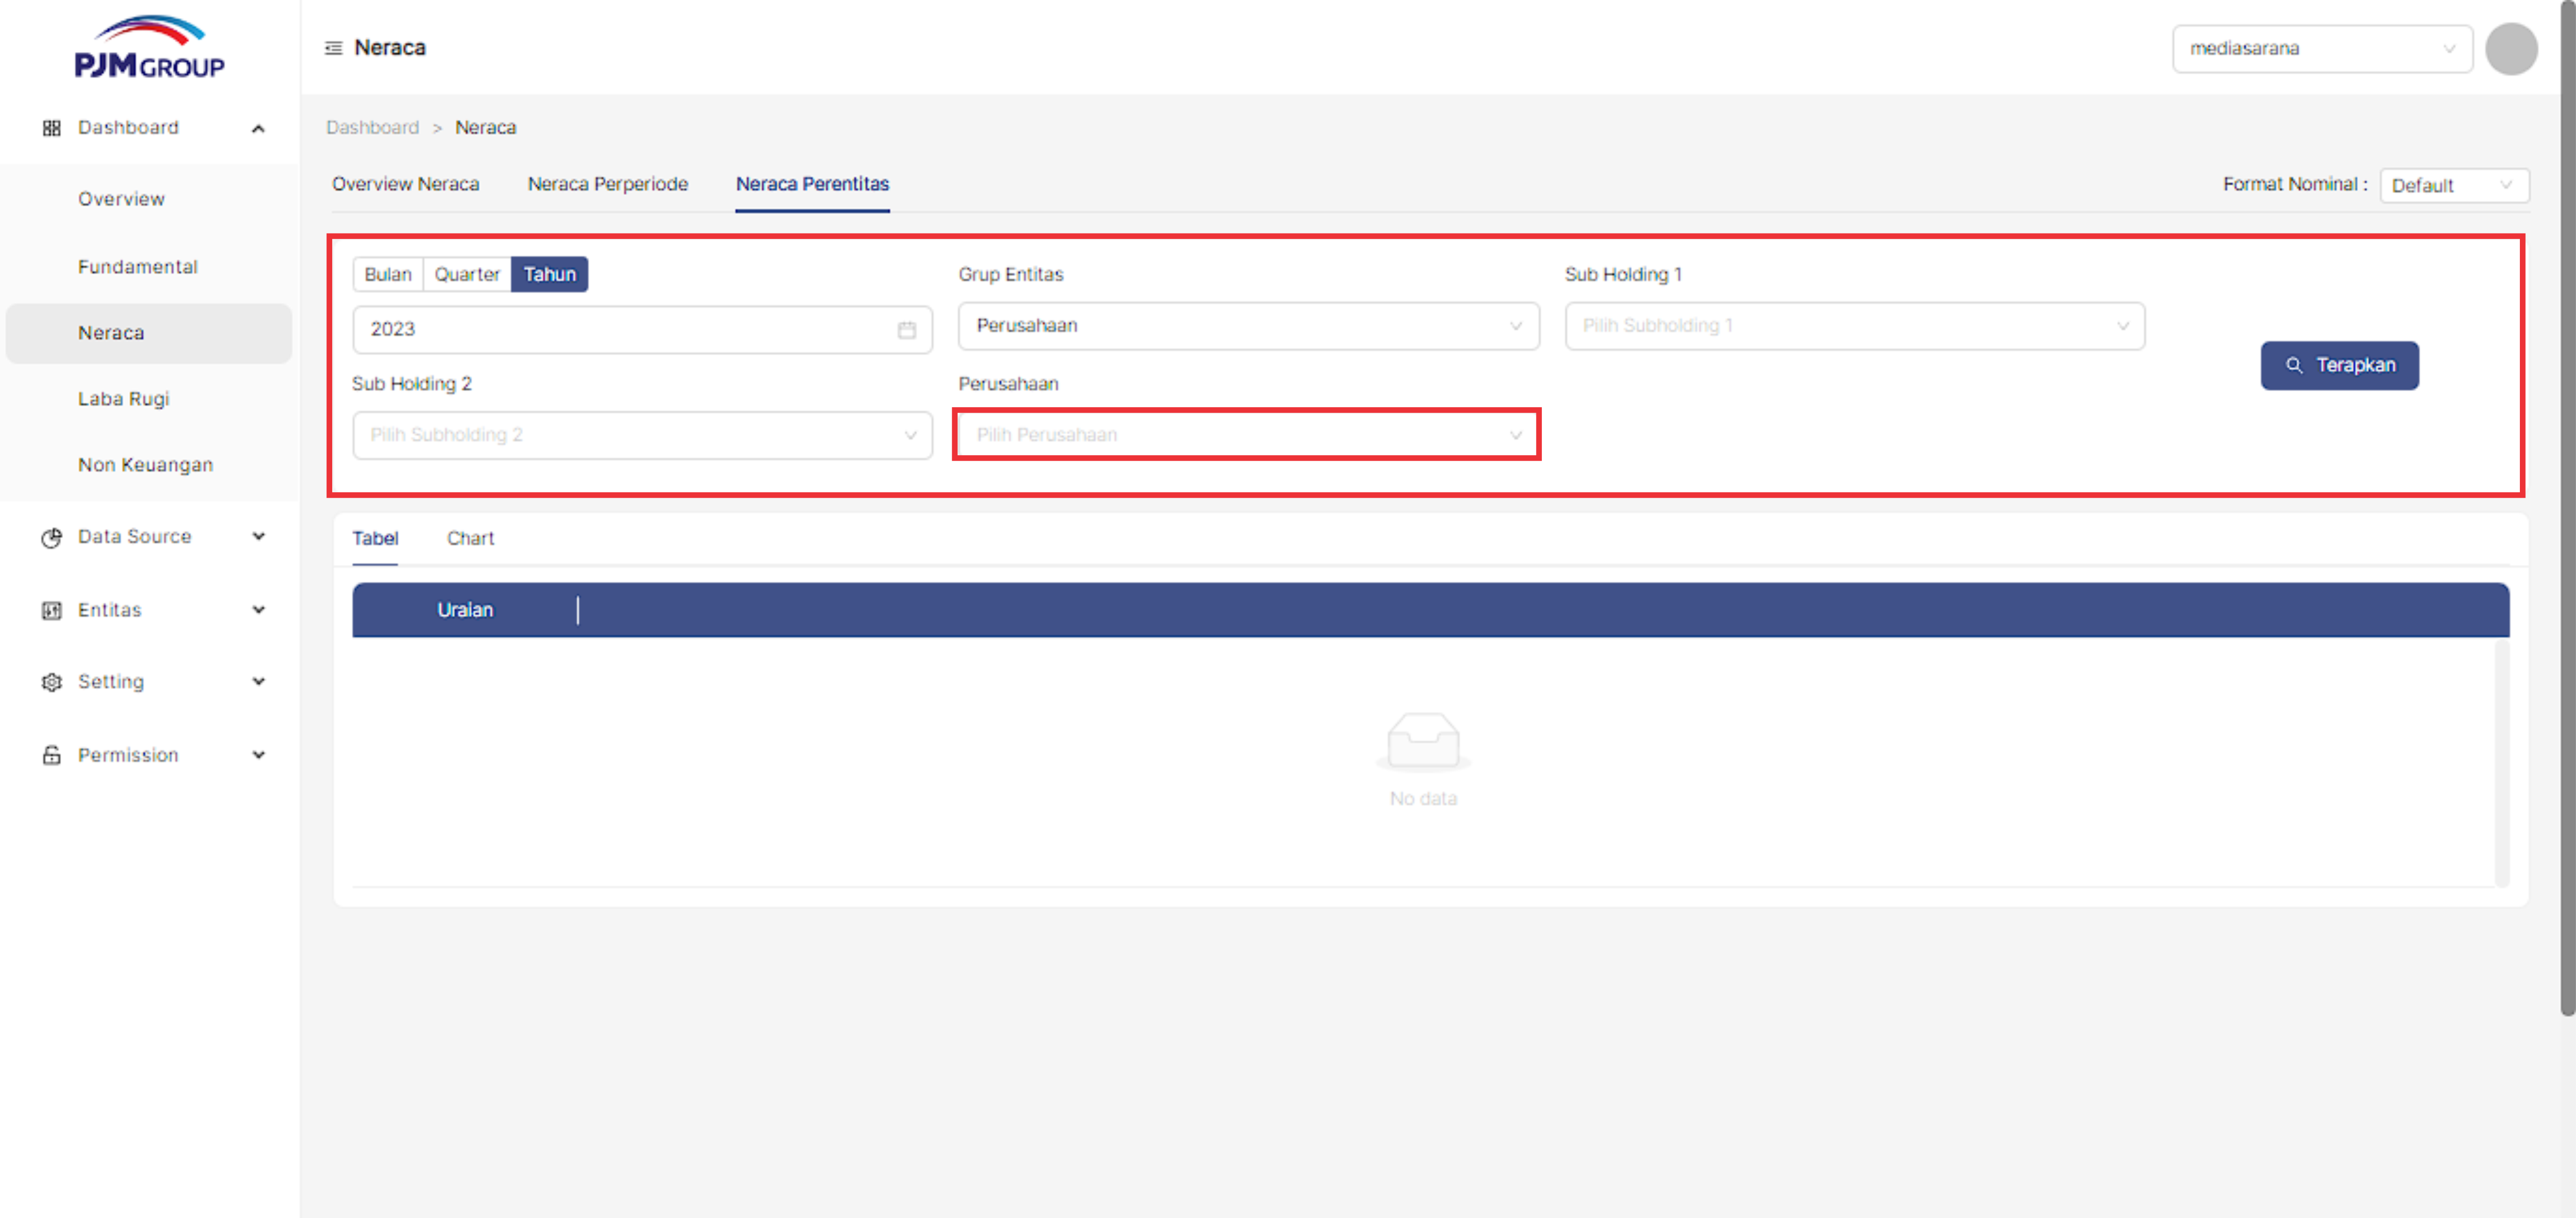 PJM GROUP
Neraca
mediasarana
Dashboard
Overview
Fundamental
Neraca
Laba Rugi
Non Keuangan
Data Source
Entitas
Setting
Permission
Dashboard > Neraca
Overview Neraca Neraca Perperiode Neraca Perentitas
Format Nominal : Default
Bulan Quarter Tahun
2023
Grup Entitas
Perusahaan
Sub Holding 1
Pilih Subholding 1
Sub Holding 2
Pilih Subholding 2
Perusahaan
Pilih Perusahaan
Terapkan
Tabel Chart
Uraian
No data